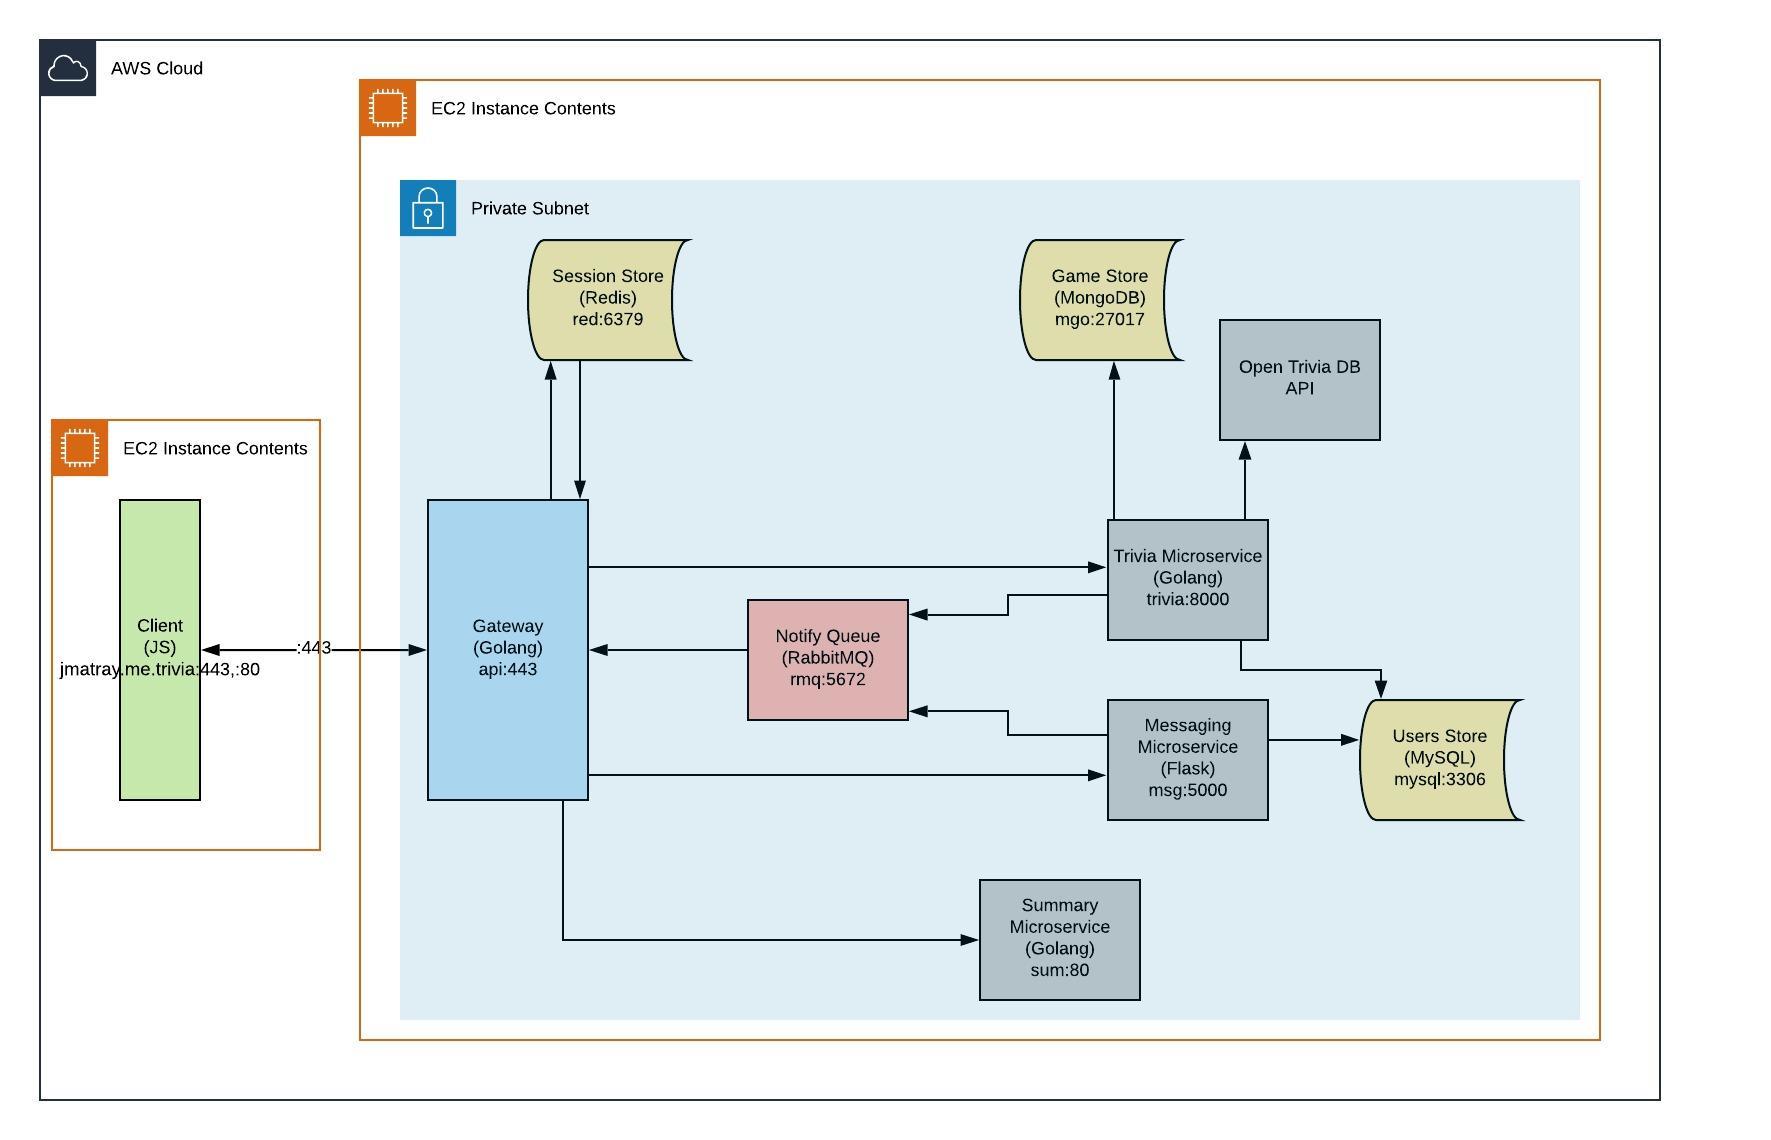 AWS Cloud
EC2 Instance Contents
Private Subnet
Session Store
(Redis)
red:6379
Game Store
(MongoDB)
mgo:27017
Open Trivia DB
API
EC2 Instance Contents
Client
(JS)
jmatray.me.trivia:443,:80
:443
Gateway
(Golang)
api:443
Notify Queue
(RabbitMQ)
rmq:5672
Trivia Microservice
(Golang)
trivia:8000
Messaging
Microservice
(Flask)
msg:5000
Users Store
(MySQL)
mysql:3306
Summary
Microservice
(Golang)
sum:80